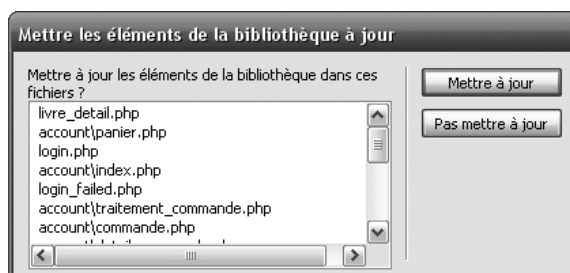 Mettre les éléments de la bibliothèque à jour
Mettre à jour les éléments de la bibliothèque dans ces
fichiers ?
Mettre à jour
Pas mettre à jour
livre_detail.php
account\panier.php
login.php
account\index.php
login_failed.php
account\traitement_commande.php
account\commande.php